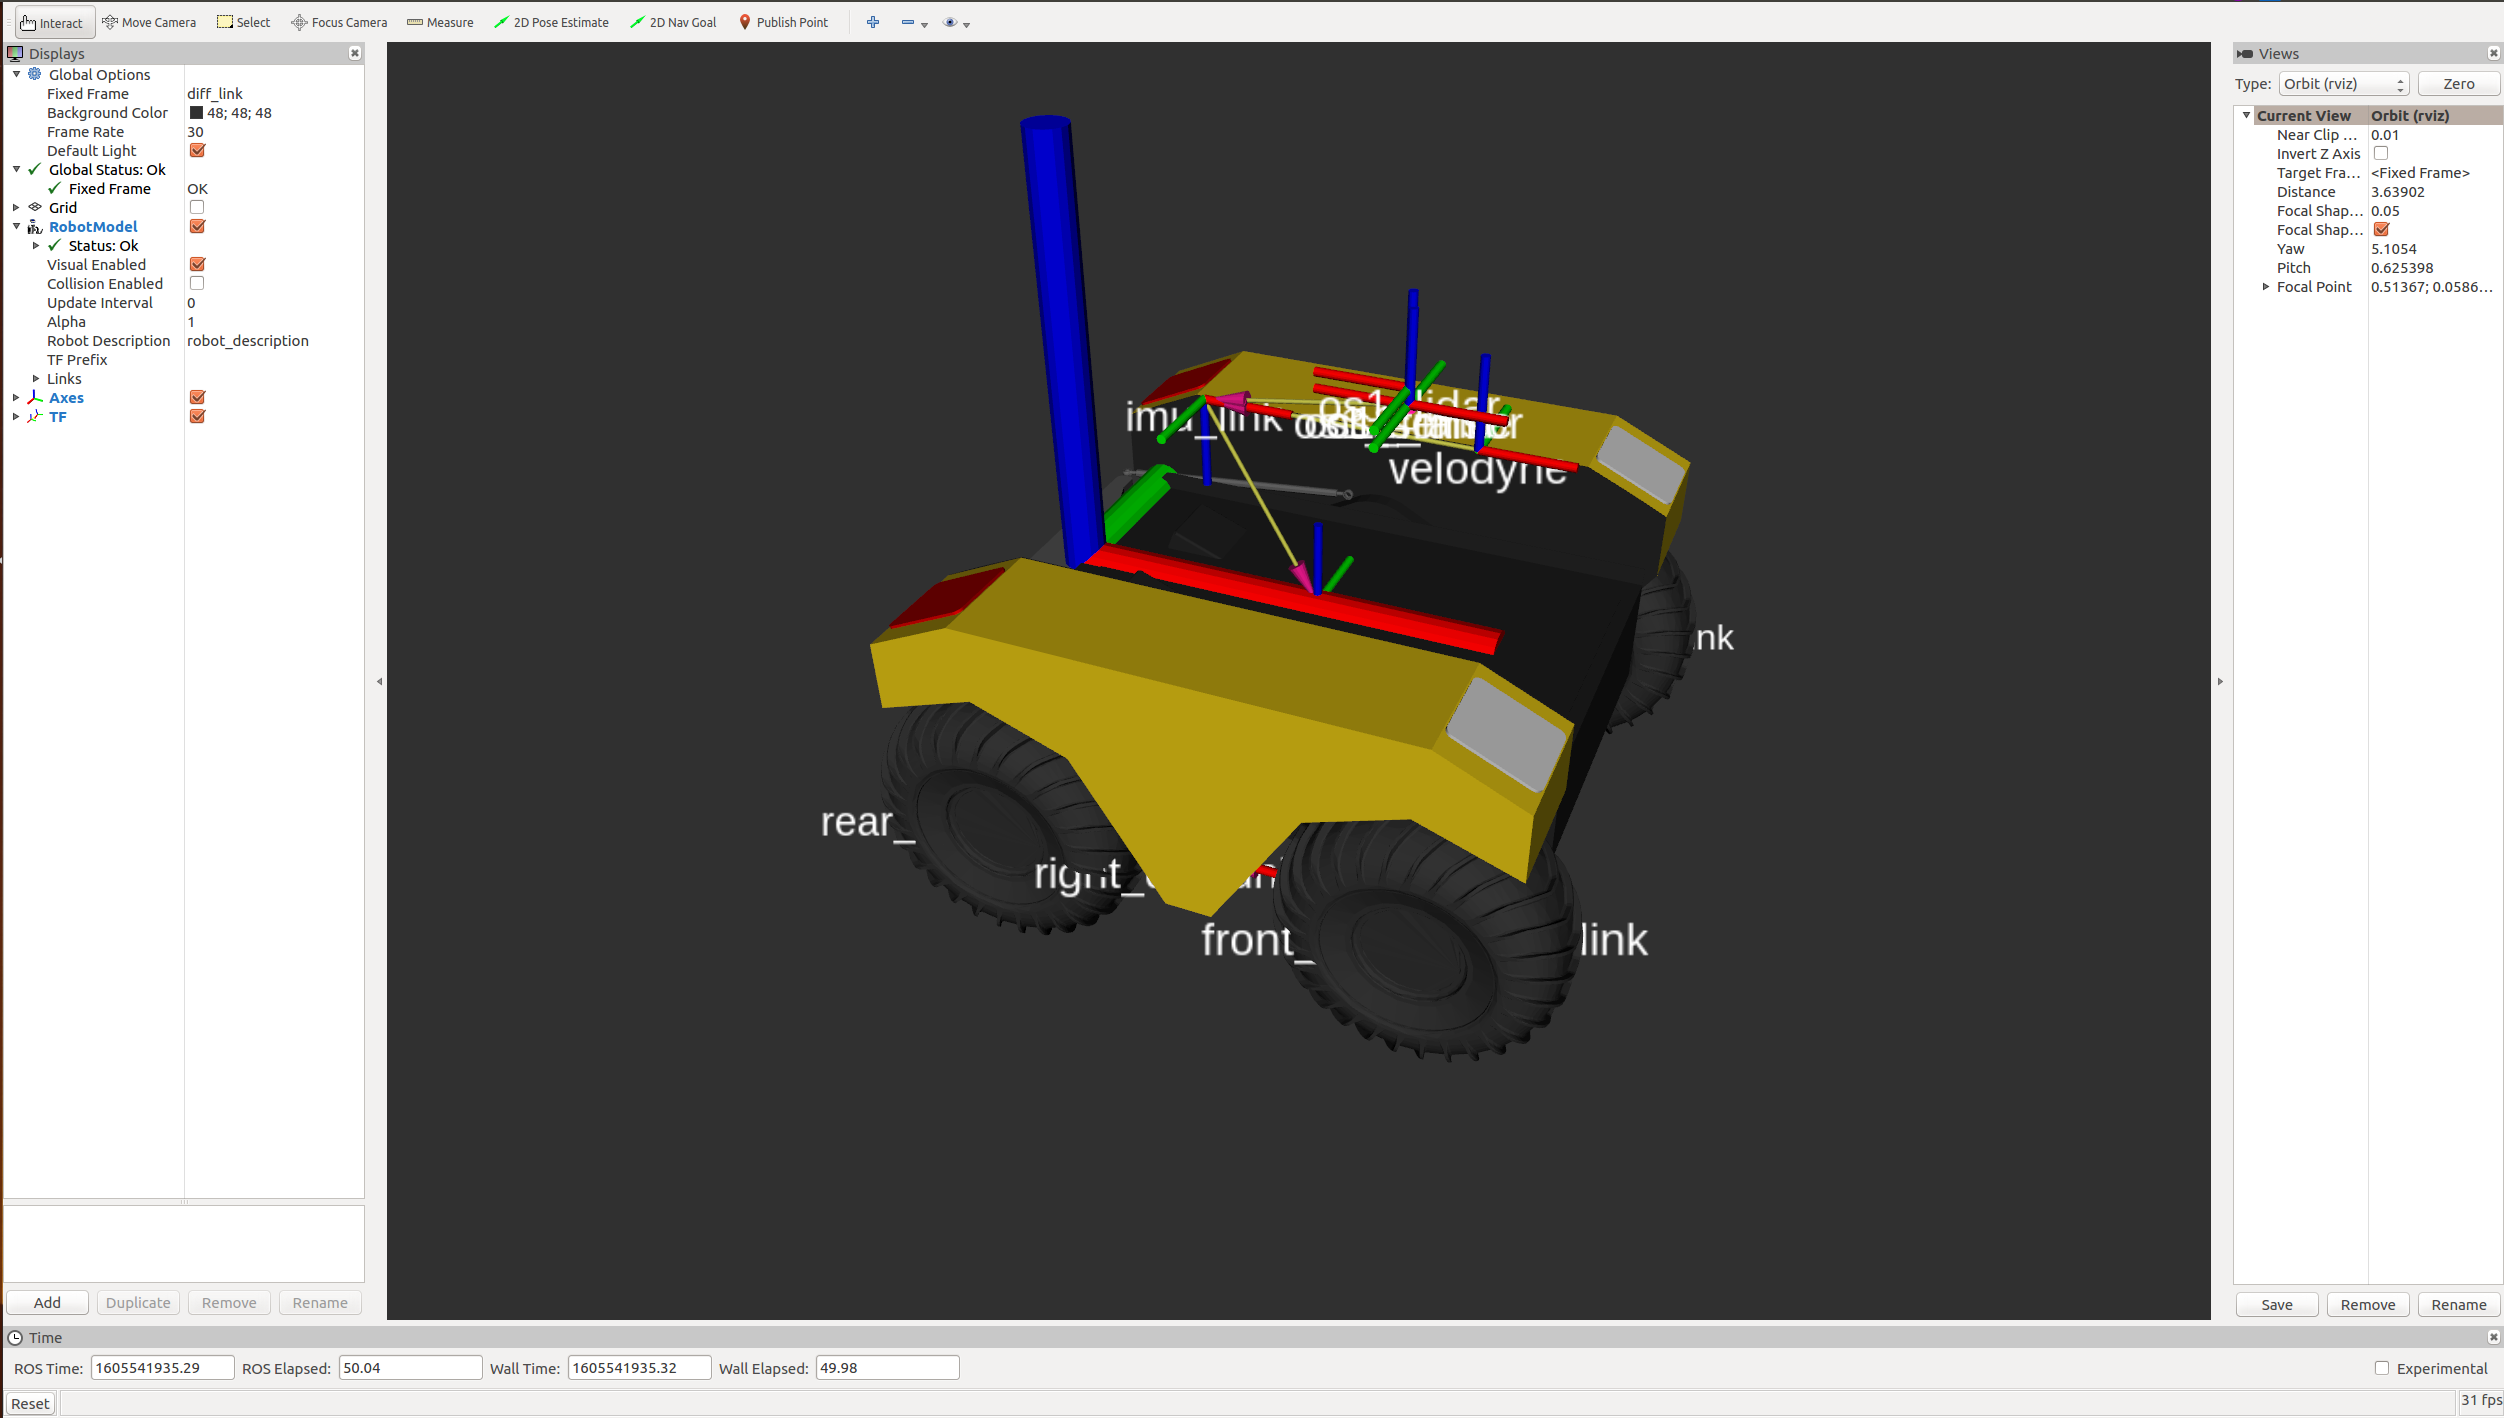 Interact Move Camera Select Focus Camera Measure 2D Pose Estimate 2D Nav Goal Publish Point
Displays
Global Options
Fixed Frame diff_link
Background Color 48; 48; 48
Frame Rate 30
Default Light
Global Status: Ok
Fixed Frame OK
Grid
RobotModel
Status: Ok
Visual Enabled
Collision Enabled
Update Interval 0
Alpha 1
Robot Description robot_description
TF Prefix
Links
Axes
TF
Add Duplicate Remove Rename
imu_link
os1_lidar
velodyne
nk
rear_
right_
front_ link
Views
Type: Orbit (rviz) Zero
Current View Orbit (rviz)
Near Clip ... 0.01
Invert Z Axis
Target Fra... <Fixed Frame>
Distance 3.63902
Focal Shap... 0.05
Focal Shap...
Yaw 5.1054
Pitch 0.625398
Focal Point 0.51367; 0.0586...
Save Remove Rename
Time
ROS Time: 1605541935.29 ROS Elapsed: 50.04 Wall Time: 1605541935.32 Wall Elapsed: 49.98 Experimental
Reset 31 fps